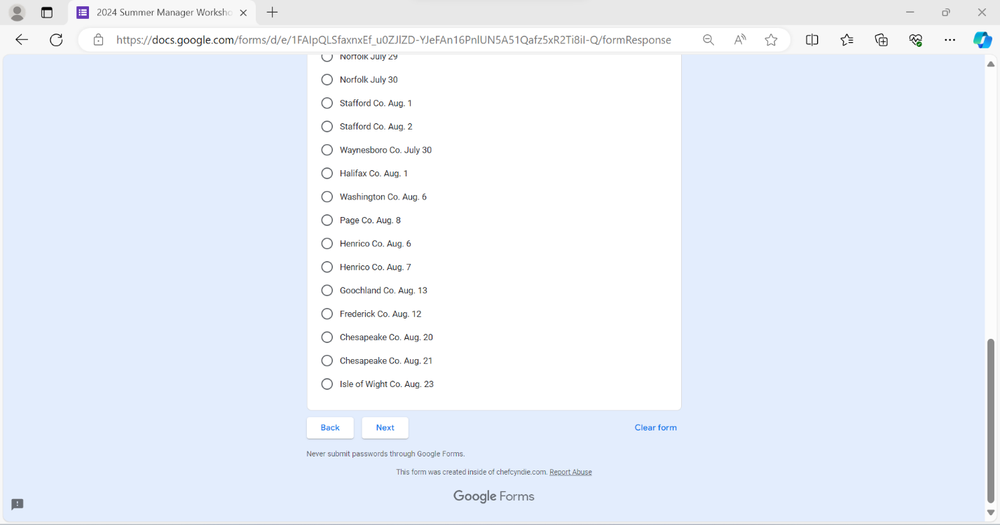 2024 Summer Manager Worksho
https://docs.google.com/forms/d/e/1FAIpQLSfaxnxEf_u0ZJlZD-YJeFAn16PnlUN5A51Qafz5xR2Ti8iI-Q/formResponse
Norfolk July 29
Norfolk July 30
Stafford Co. Aug. 1
Stafford Co. Aug. 2
Waynesboro Co. July 30
Halifax Co. Aug. 1
Washington Co. Aug. 6
Page Co. Aug. 8
Henrico Co. Aug. 6
Henrico Co. Aug. 7
Goochland Co. Aug. 13
Frederick Co. Aug. 12
Chesapeake Co. Aug. 20
Chesapeake Co. Aug. 21
Isle of Wight Co. Aug. 23
Back Next Clear form
Never submit passwords through Google Forms.
This form was created inside of chefcyndie.com. Report Abuse
Google Forms